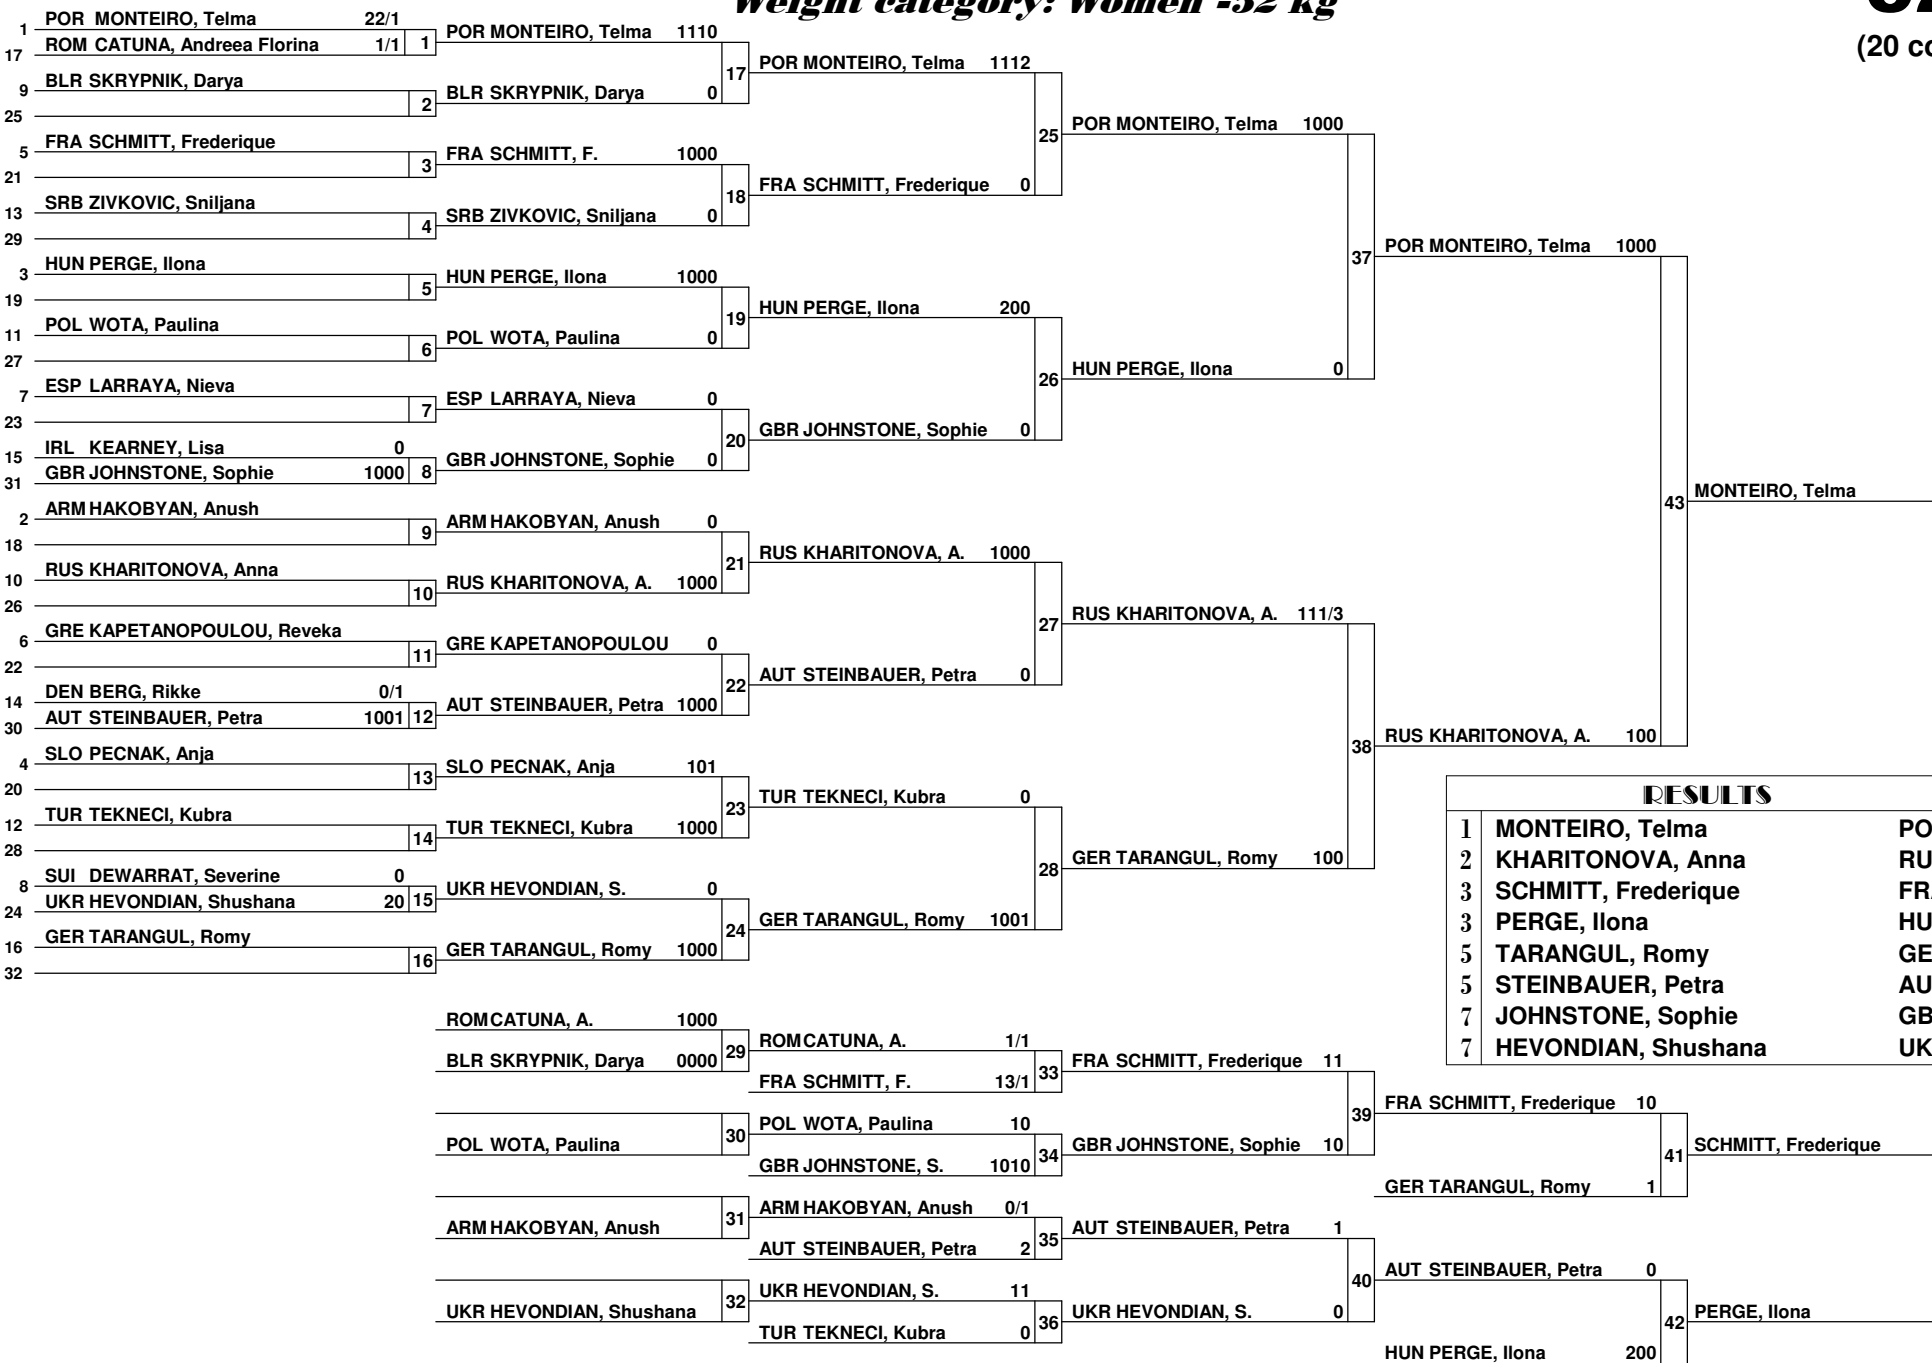 Weight category: Women -52 kg
(20 co
1 POR MONTEIRO, Telma 22/1
17 ROM CATUNA, Andreea Florina 1/1
1
9 BLR SKRYPNIK, Darya
25
2
5 FRA SCHMITT, Frederique
21
3
13 SRB ZIVKOVIC, Sniljana
29
4
3 HUN PERGE, Ilona
19
5
11 POL WOTA, Paulina
27
6
7 ESP LARRAYA, Nieva
23
7
15 IRL KEARNEY, Lisa 0
31 GBR JOHNSTONE, Sophie 1000
8
2 ARM HAKOBYAN, Anush
18
9
10 RUS KHARITONOVA, Anna
26
10
6 GRE KAPETANOPOULOU, Reveka
22
11
14 DEN BERG, Rikke 0/1
30 AUT STEINBAUER, Petra 1001
12
4 SLO PECNAK, Anja
20
13
12 TUR TEKNECI, Kubra
28
14
8 SUI DEWARRAT, Severine 0
24 UKR HEVONDIAN, Shushana 20
15
16 GER TARANGUL, Romy
32
16
POR MONTEIRO, Telma 1110
BLR SKRYPNIK, Darya 0
17
FRA SCHMITT, F. 1000
SRB ZIVKOVIC, Sniljana 0
18
HUN PERGE, Ilona 1000
POL WOTA, Paulina 0
19
ESP LARRAYA, Nieva 0
GBR JOHNSTONE, Sophie 0
20
ARM HAKOBYAN, Anush 0
RUS KHARITONOVA, A. 1000
21
GRE KAPETANOPOULOU 0
AUT STEINBAUER, Petra 1000
22
SLO PECNAK, Anja 101
TUR TEKNECI, Kubra 1000
23
UKR HEVONDIAN, S. 0
GER TARANGUL, Romy 1000
24
POR MONTEIRO, Telma 1112
FRA SCHMITT, Frederique 0
25
HUN PERGE, Ilona 200
GBR JOHNSTONE, Sophie 0
26
RUS KHARITONOVA, A. 1000
AUT STEINBAUER, Petra 0
27
TUR TEKNECI, Kubra 0
GER TARANGUL, Romy 1001
28
POR MONTEIRO, Telma 1000
HUN PERGE, Ilona 0
37
RUS KHARITONOVA, A. 111/3
GER TARANGUL, Romy 100
38
POR MONTEIRO, Telma 1000
RUS KHARITONOVA, A. 100
43
MONTEIRO, Telma
RESULTS
1 MONTEIRO, Telma PO
2 KHARITONOVA, Anna RU
3 SCHMITT, Frederique FR
3 PERGE, Ilona HU
5 TARANGUL, Romy GE
5 STEINBAUER, Petra AU
7 JOHNSTONE, Sophie GB
7 HEVONDIAN, Shushana UK
ROM CATUNA, A. 1000
BLR SKRYPNIK, Darya 0000
29
POL WOTA, Paulina
30
ARM HAKOBYAN, Anush
31
UKR HEVONDIAN, Shushana
32
ROM CATUNA, A. 1/1
FRA SCHMITT, F. 13/1
33
POL WOTA, Paulina 10
GBR JOHNSTONE, S. 1010
34
ARM HAKOBYAN, Anush 0/1
AUT STEINBAUER, Petra 2
35
UKR HEVONDIAN, S. 11
TUR TEKNECI, Kubra 0
36
FRA SCHMITT, Frederique 11
GBR JOHNSTONE, Sophie 10
39
AUT STEINBAUER, Petra 1
UKR HEVONDIAN, S. 0
40
FRA SCHMITT, Frederique 10
GER TARANGUL, Romy 1
41
SCHMITT, Frederique
AUT STEINBAUER, Petra 0
HUN PERGE, Ilona 200
42
PERGE, Ilona